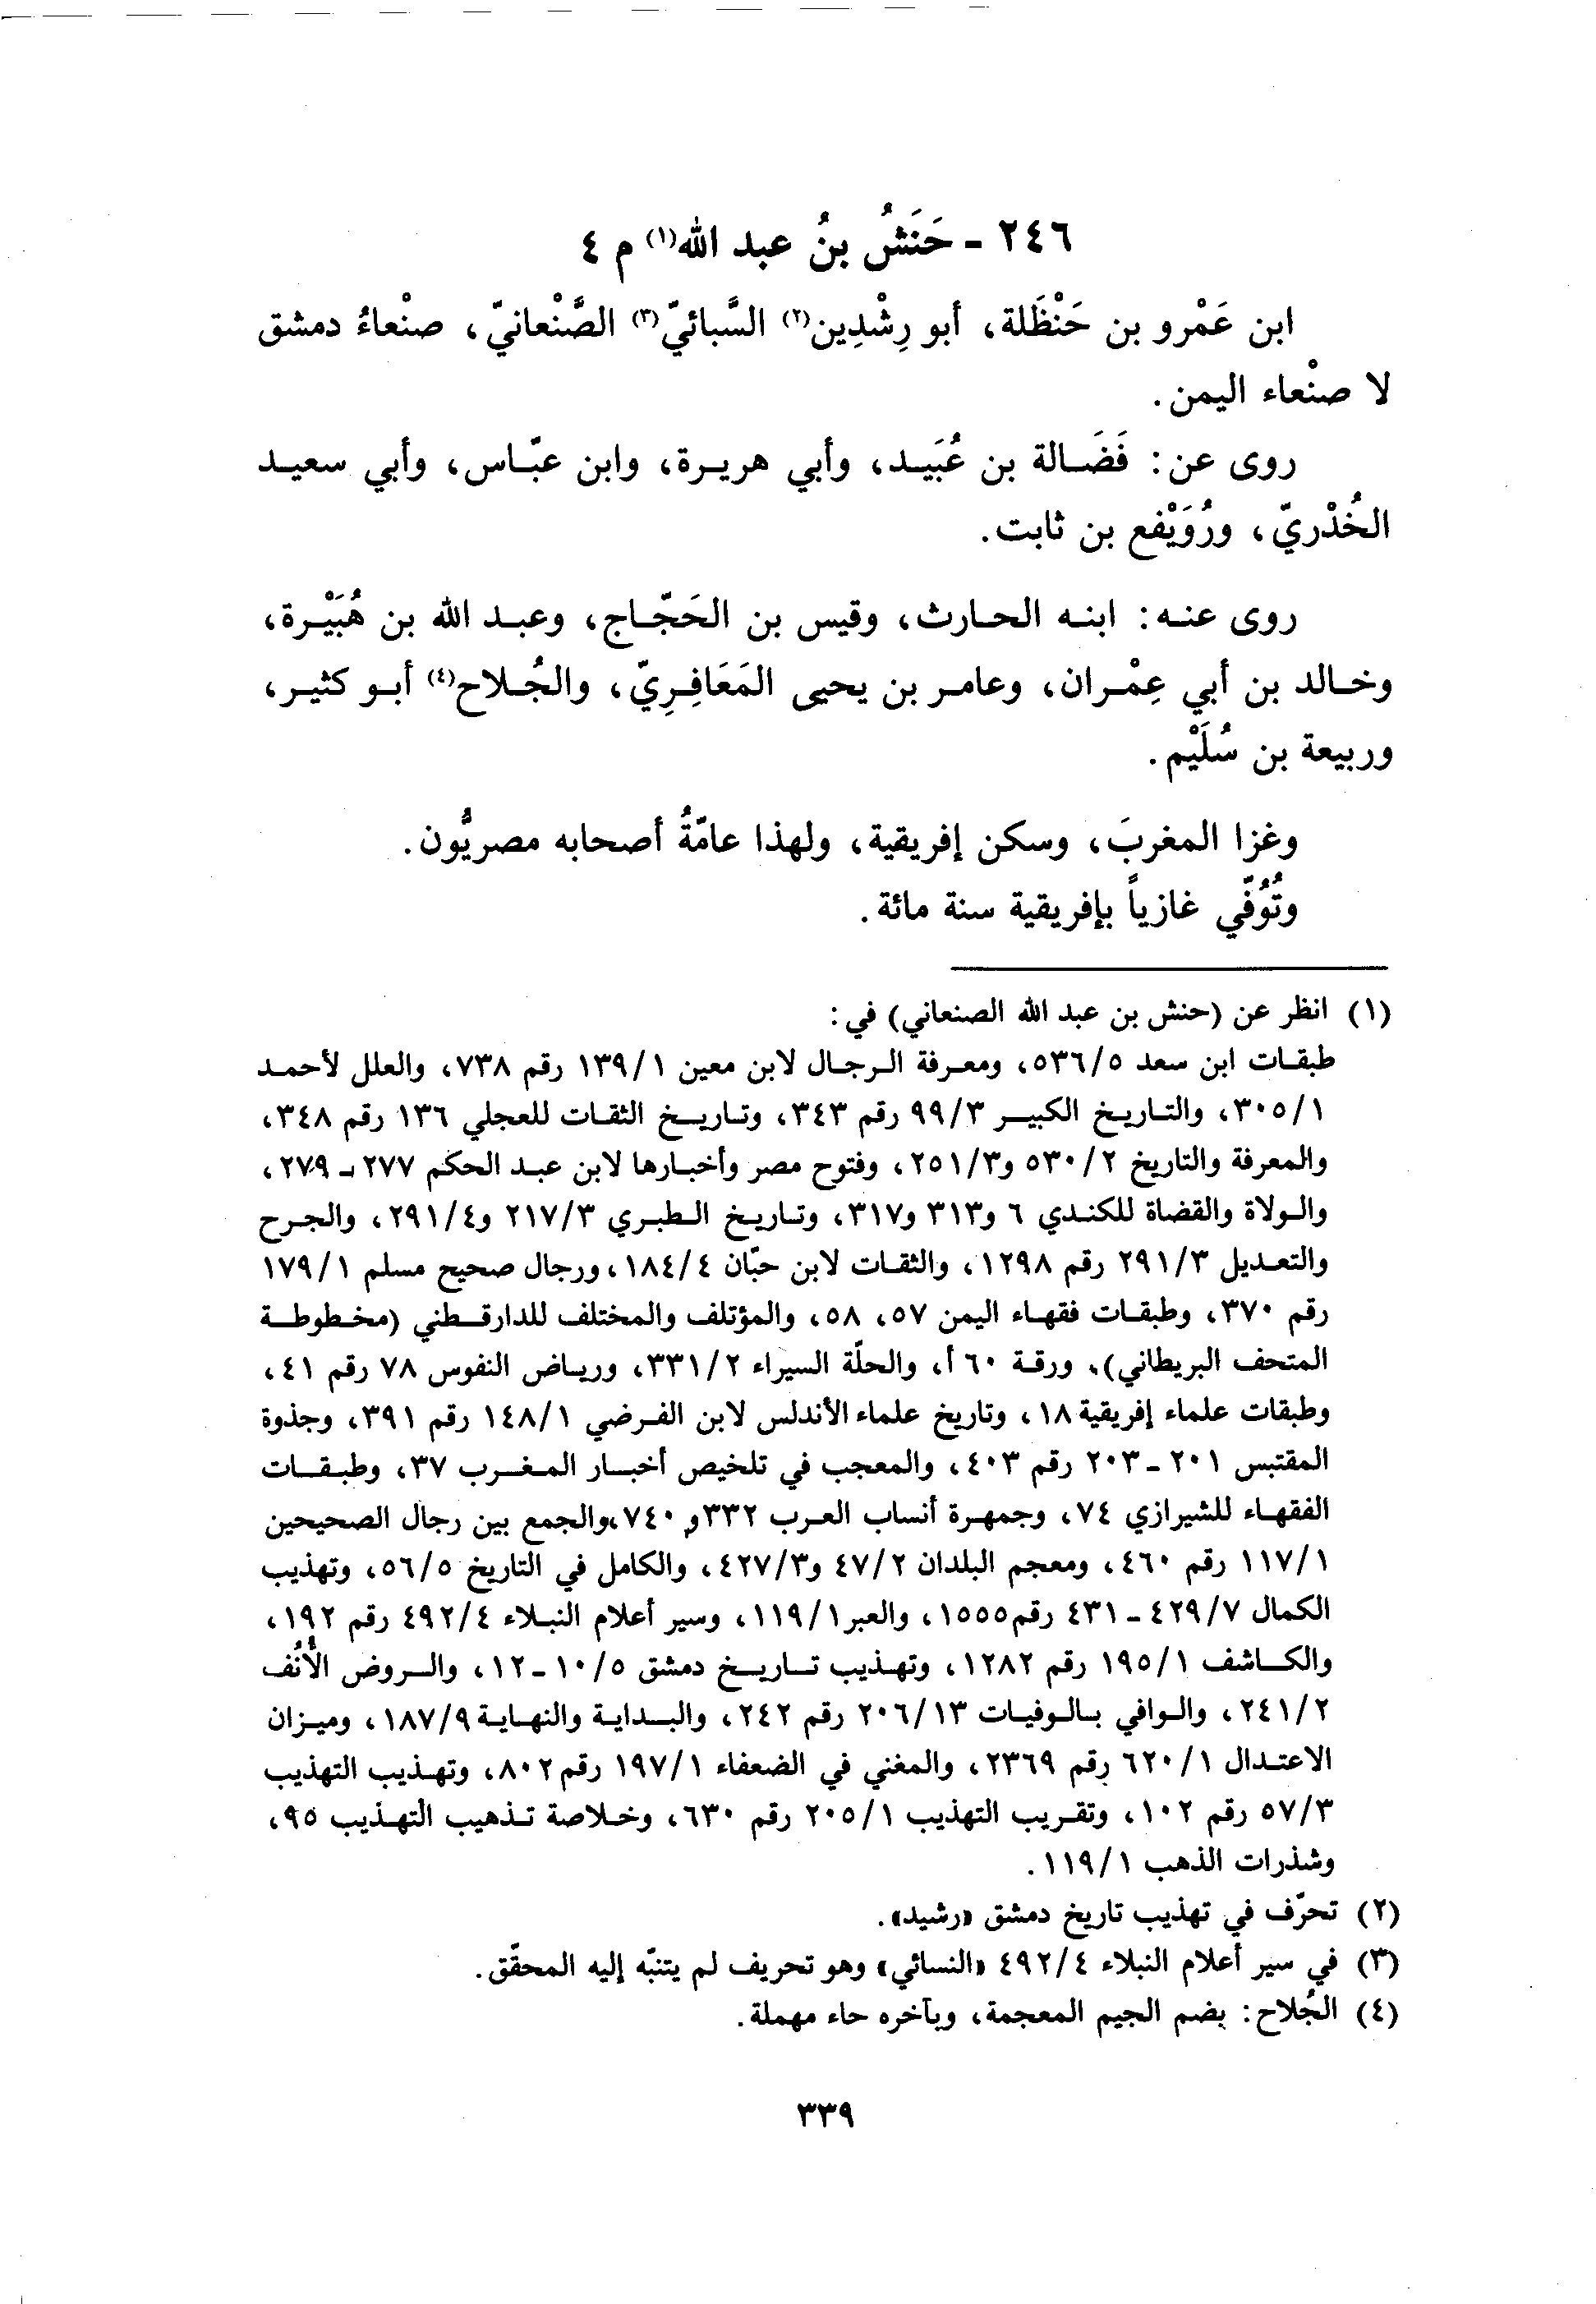 ٢٤٦ - حَنَشُ بنُ عبد الله(١) م ٤
ابن عَمْرو بن حَنْظَلة، أبو رِشْدِين(٢) السَّبائيّ(٣) الصَّنْعانيّ، صنْعاءُ دمشق
لا صنْعاء اليمن.
روى عن: فَضَالة بن عُبَيد، وأبي هريرة، وابن عبّاس، وأبي سعيد
الخُدْريّ، ورُوَيْفع بن ثابت.
روى عنه: ابنه الحارث، وقيس بن الحَجّاج، وعبد الله بن هُبَيْرة،
وخالد بن أبي عِمْران، وعامر بن يحيى المَعَافِرِيّ، والجُلاح(٤) أبو كثير،
وربيعة بن سُلَيْم.
وغزا المغربَ، وسكن إفريقية، ولهذا عامّةُ أصحابه مصريُّون.
وتُوُفّي غازياً بإفريقية سنة مائة.
(١) انظر عن (حنش بن عبد الله الصنعاني) في:
طبقات ابن سعد ٥/٥٣٦، ومعرفة الرجال لابن معين ١/١٣٩ رقم ٧٣٨، والعلل لأحمد
١/٣٠٥، والتاريخ الكبير ٣/٩٩ رقم ٣٤٣، وتاريخ الثقات للعجلي ١٣٦ رقم ٣٤٨،
والمعرفة والتاريخ ٢/٥٣٠ و٣/٢٥١، وفتوح مصر وأخبارها لابن عبد الحكم ٢٧٧ - ٢٧٩،
والولاة والقضاة للكندي ٦ و٣١٣ و٣١٧، وتاريخ الطبري ٣/٢١٧ و٤/٢٩١، والجرح
والتعديل ٣/٢٩١ رقم ١٢٩٨، والثقات لابن حبّان ٤/١٨٤، ورجال صحيح مسلم ١/١٧٩
رقم ٣٧٠، وطبقات فقهاء اليمن ٥٧، ٥٨، والمؤتلف والمختلف للدارقطني (مخطوطة
المتحف البريطاني)، ورقة ٦٠ أ، والحلّة السيراء ٢/٣٣١، ورياض النفوس ٧٨ رقم ٤١،
وطبقات علماء إفريقية ١٨، وتاريخ علماء الأندلس لابن الفرضي ١/١٤٨ رقم ٣٩١، وجذوة
المقتبس ٢٠١ - ٢٠٣ رقم ٤٠٣، والمعجب في تلخيص أخبار المغرب ٣٧، وطبقات
الفقهاء للشيرازي ٧٤، وجمهرة أنساب العرب ٣٣٢ و٧٤٠، والجمع بين رجال الصحيحين
١/١١٧ رقم ٤٦٠، ومعجم البلدان ٢/٤٧ و٣/٤٢٧، والكامل في التاريخ ٥/٥٦، وتهذيب
الكمال ٧/٤٢٩ - ٤٣١ رقم ١٥٥٥، والعبر ١/١١٩، وسير أعلام النبلاء ٤/٤٩٢ رقم ١٩٢،
والكاشف ١/١٩٥ رقم ١٢٨٢، وتهذيب تاريخ دمشق ٥/١٠ - ١٢، والروض الأُنُف
٢/٢٤١، والوافي بالوفيات ١٣/٢٠٦ رقم ٢٤٢، والبداية والنهاية ٩/١٨٧، وميزان
الاعتدال ١/٦٢٠ رقم ٢٣٦٩، والمغني في الضعفاء ١/١٩٧ رقم ٨٠٢، وتهذيب التهذيب
٣/٥٧ رقم ١٠٢، وتقريب التهذيب ١/٢٠٥ رقم ٦٣٠، وخلاصة تذهيب التهذيب ٩٥،
وشذرات الذهب ١/١١٩.
(٢) تحرّف في تهذيب تاريخ دمشق «رشيد».
(٣) في سير أعلام النبلاء ٤/٤٩٢ «النسائي» وهو تحريف لم يتنبّه إليه المحقّق.
(٤) الجُلاح: بضم الجيم المعجمة، وبآخره حاء مهملة.
٣٣٩